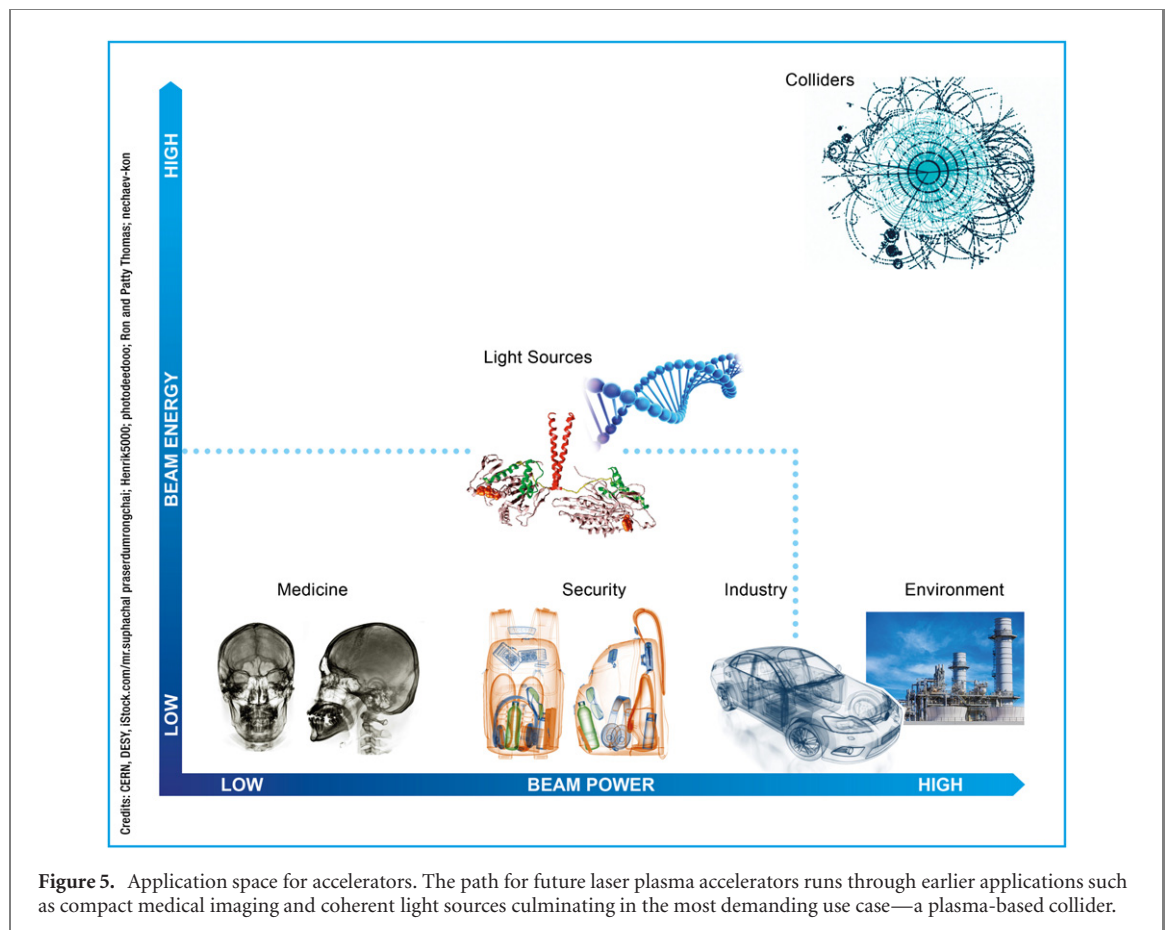 Colliders
HIGH
Credits: CERN, DESY, iStock.com/mr.suphachai praserdumrongchai; Henrik5000; photodeedooo; Ron and Patty Thomas; nechaev-kon
Light Sources
BEAM ENERGY
Medicine
Security
Industry
Environment
LOW
LOW
BEAM POWER
HIGH
Figure 5. Application space for accelerators. The path for future laser plasma accelerators runs through earlier applications such
as compact medical imaging and coherent light sources culminating in the most demanding use case—a plasma-based collider.